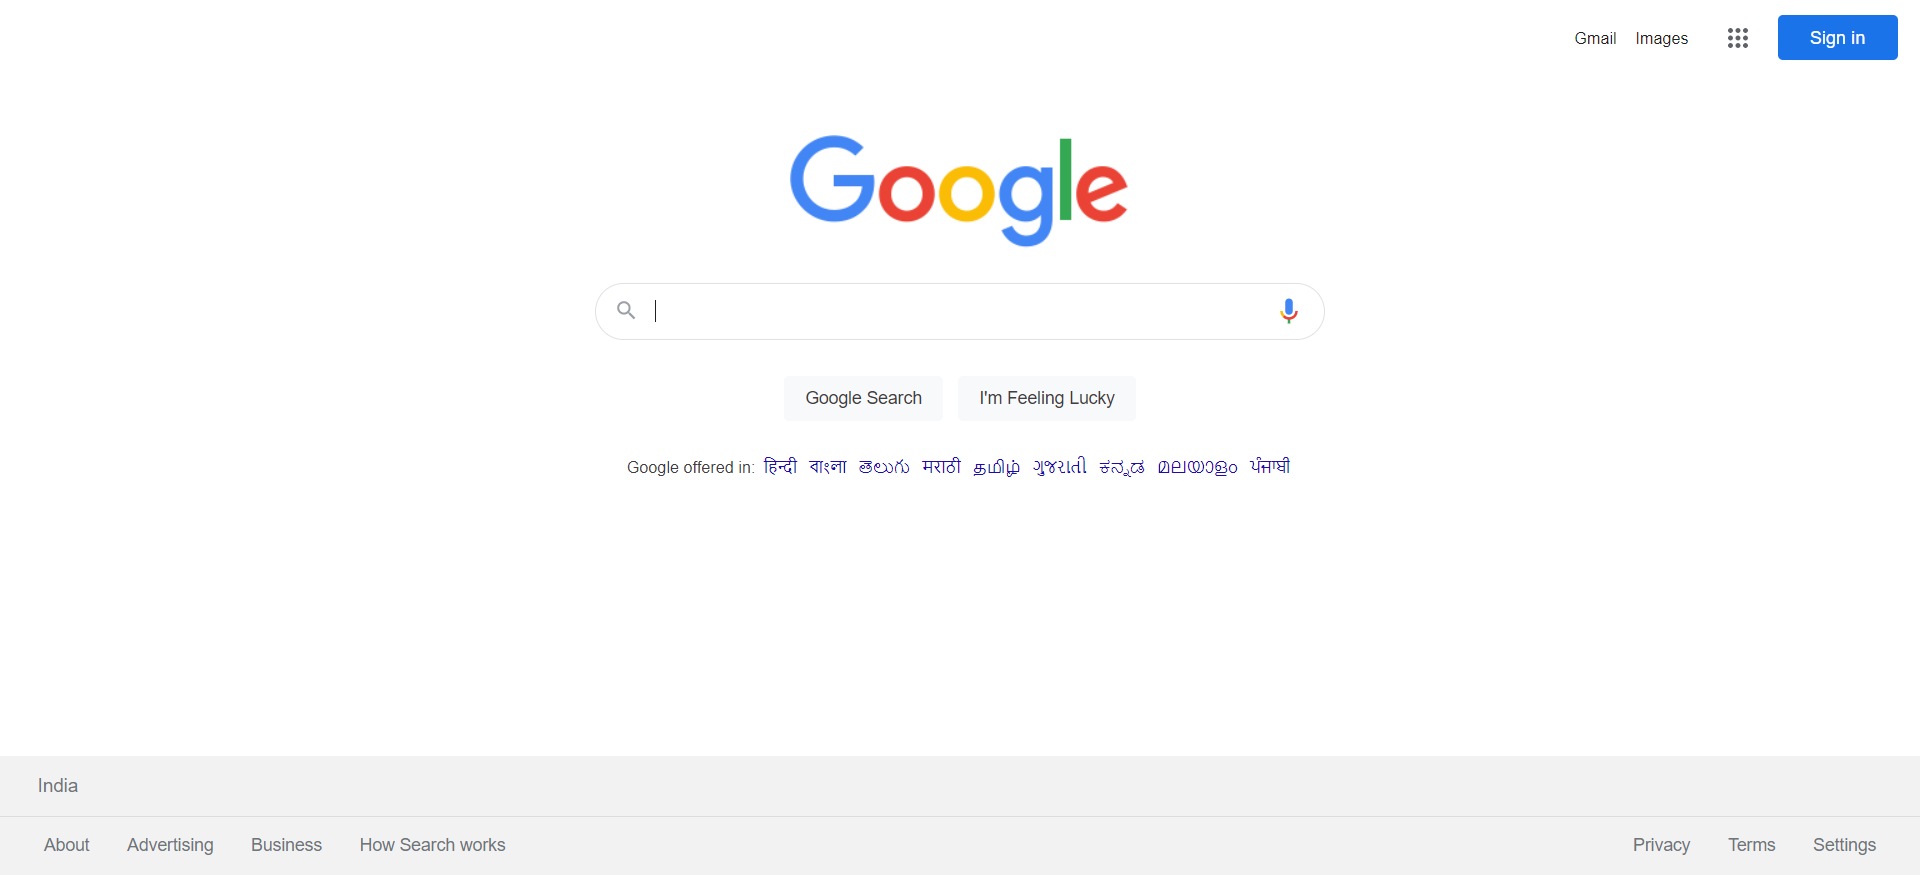 Gmail Images Sign in
Google
Google Search I'm Feeling Lucky
Google offered in: हिन्दी বাংলা తెలుగు मराठी தமிழ் ગુજરાતી ಕನ್ನಡ മലയാളം ਪੰਜਾਬੀ
India
About Advertising Business How Search works Privacy Terms Settings